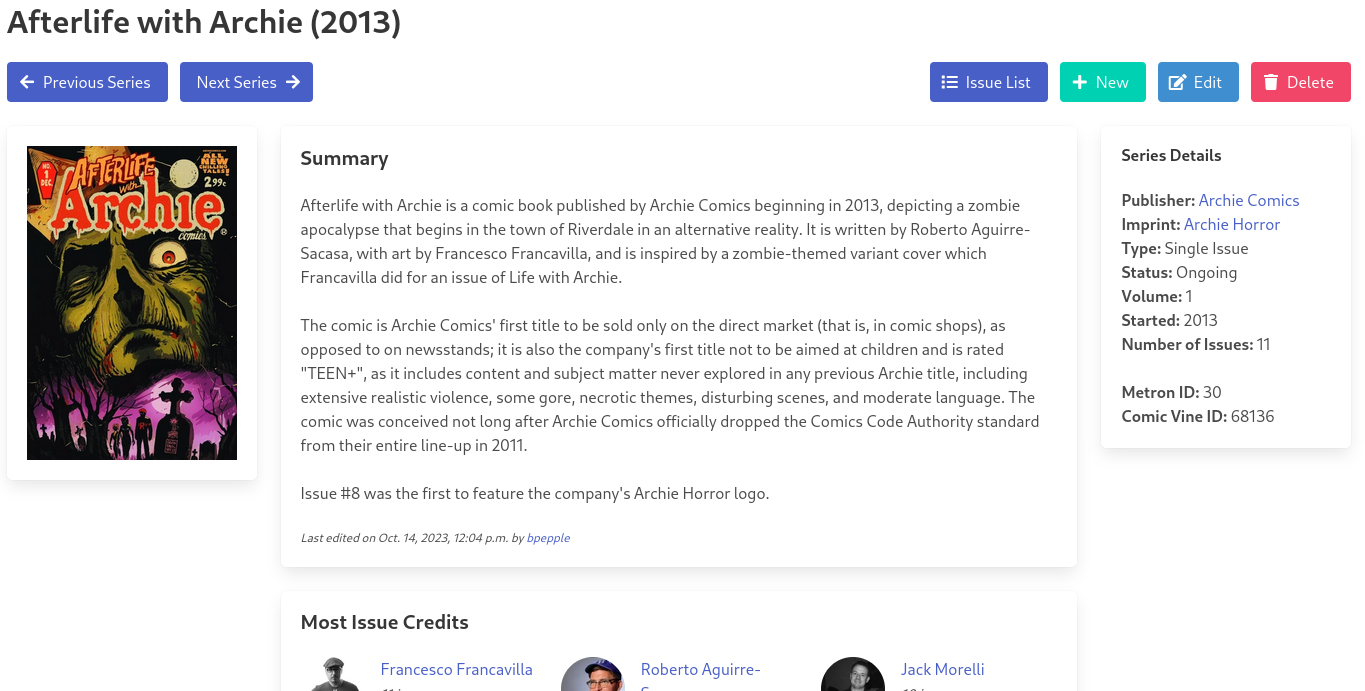 Afterlife with Archie (2013)
Previous Series
Next Series
Issue List
New
Edit
Delete
NO. 1 DEC.
AFTERLIFE
with
Archie
comics
ALL NEW
CHILLING
TALES!
2.99¢
Summary
Afterlife with Archie is a comic book published by Archie Comics beginning in 2013, depicting a zombie
apocalypse that begins in the town of Riverdale in an alternative reality. It is written by Roberto Aguirre-
Sacasa, with art by Francesco Francavilla, and is inspired by a zombie-themed variant cover which
Francavilla did for an issue of Life with Archie.
The comic is Archie Comics' first title to be sold only on the direct market (that is, in comic shops), as
opposed to on newsstands; it is also the company's first title not to be aimed at children and is rated
"TEEN+", as it includes content and subject matter never explored in any previous Archie title, including
extensive realistic violence, some gore, necrotic themes, disturbing scenes, and moderate language. The
comic was conceived not long after Archie Comics officially dropped the Comics Code Authority standard
from their entire line-up in 2011.
Issue #8 was the first to feature the company's Archie Horror logo.
Last edited on Oct. 14, 2023, 12:04 p.m. by bpepple
Series Details
Publisher: Archie Comics
Imprint: Archie Horror
Type: Single Issue
Status: Ongoing
Volume: 1
Started: 2013
Number of Issues: 11
Metron ID: 30
Comic Vine ID: 68136
Most Issue Credits
Francesco Francavilla
Roberto Aguirre-
Jack Morelli